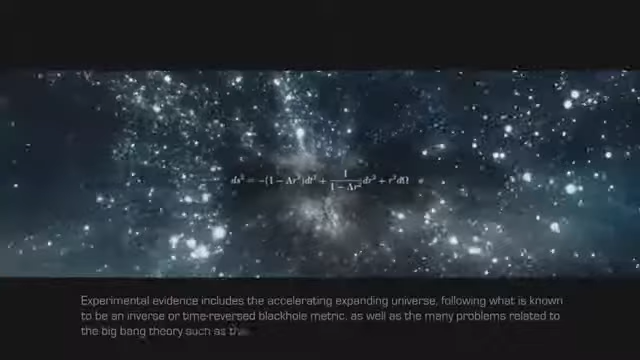 ds² = -(1 - Λr²)dt² + 1/(1 - Λr²) dr² + r²dΩ
Experimental evidence includes the accelerating expanding universe, following what is known
to be an inverse or time-reversed blackhole metric, as well as the many problems related to
the big bang theory such as